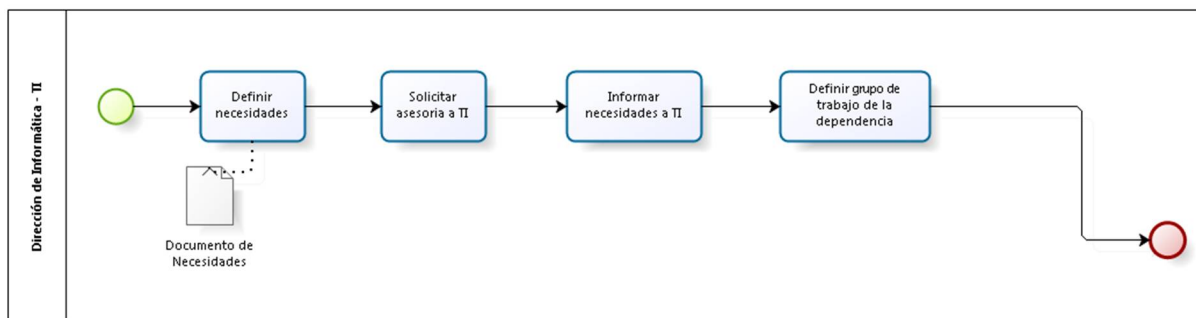 Dirección de Informática - TI
Definir
necesidades
Solicitar
asesoria a TI
Informar
necesidades a TI
Definir grupo de
trabajo de la
dependencia
Documento de
Necesidades